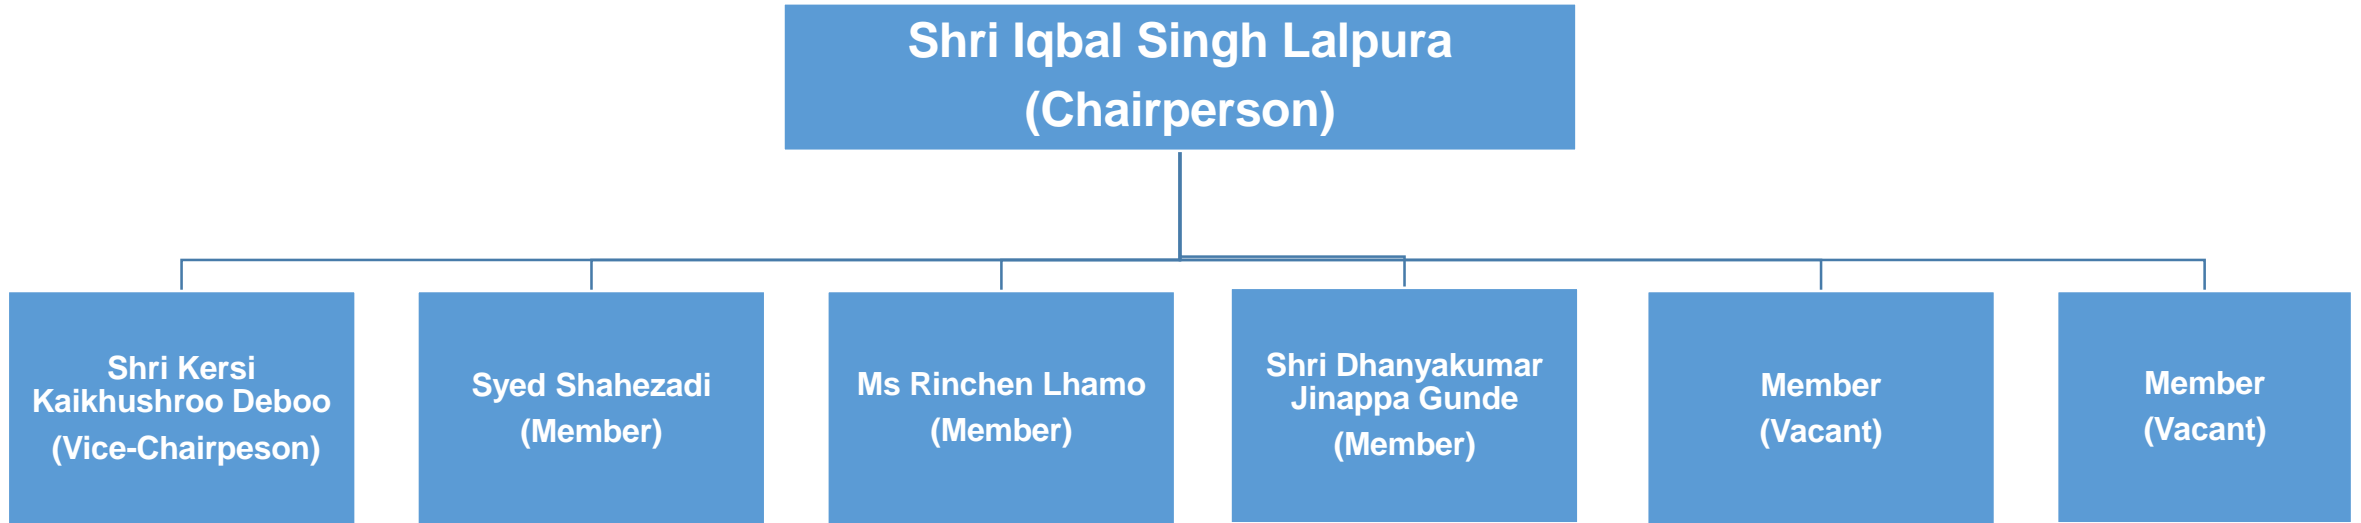 Shri Iqbal Singh Lalpura
(Chairperson)
Shri Kersi
Kaikhushroo Deboo
(Vice-Chairpeson)
Syed Shahezadi
(Member)
Ms Rinchen Lhamo
(Member)
Shri Dhanyakumar
Jinappa Gunde
(Member)
Member
(Vacant)
Member
(Vacant)